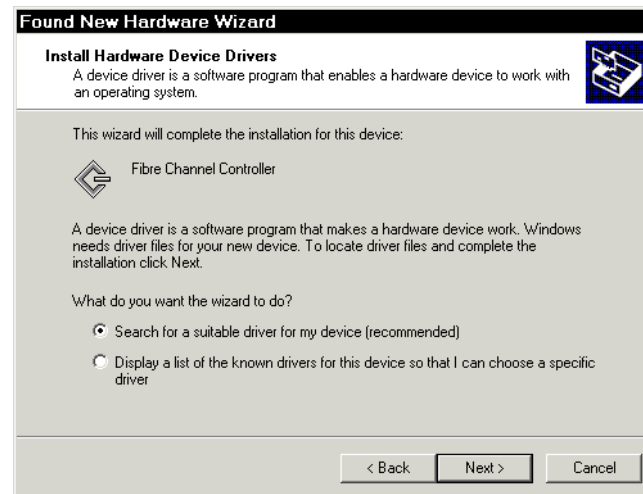 Found New Hardware Wizard
Install Hardware Device Drivers
A device driver is a software program that enables a hardware device to work with
an operating system.
This wizard will complete the installation for this device:
Fibre Channel Controller
A device driver is a software program that makes a hardware device work. Windows
needs driver files for your new device. To locate driver files and complete the
installation click Next.
What do you want the wizard to do?
Search for a suitable driver for my device (recommended)
Display a list of the known drivers for this device so that I can choose a specific
driver
< Back
Next >
Cancel